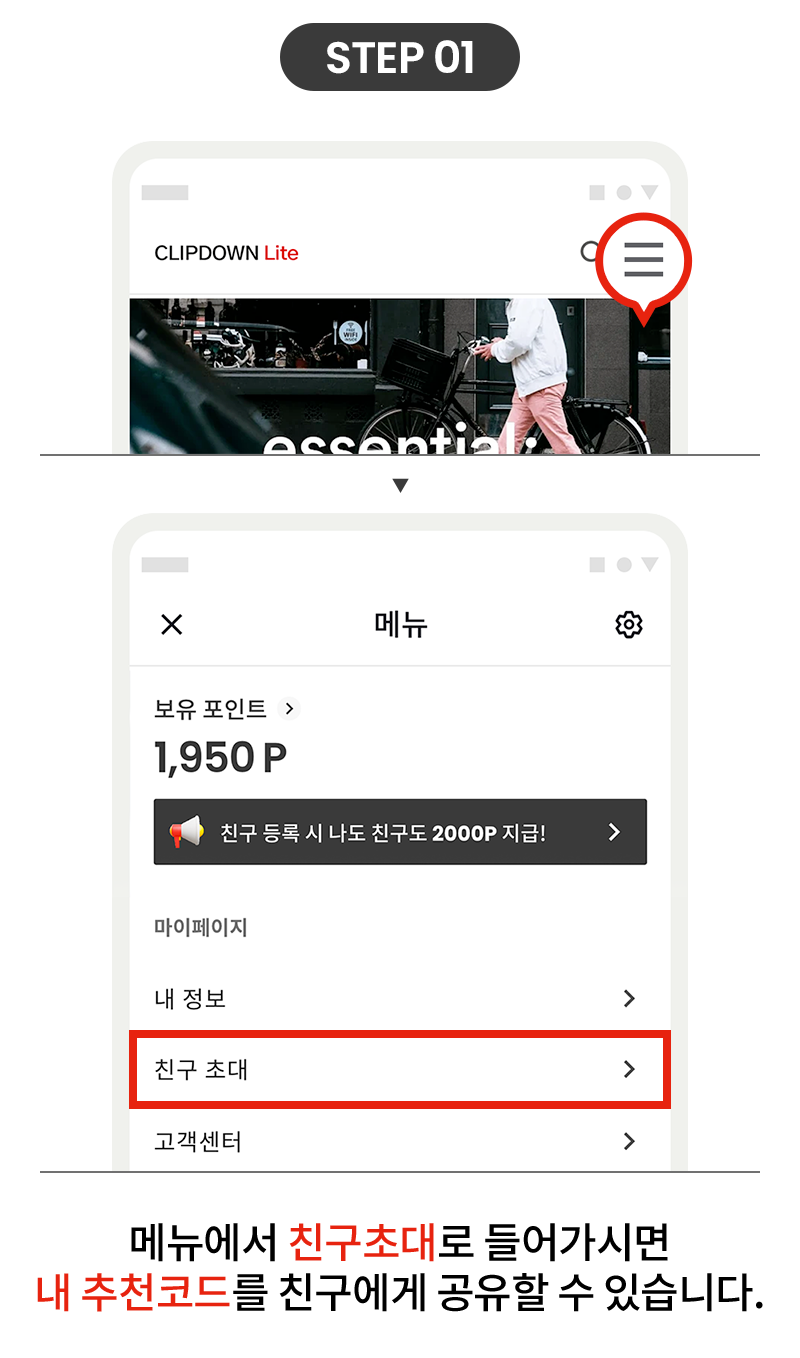 STEP 01
CLIPDOWN Lite
FREE
WiFi
INSIDE
essential;
메뉴
보유 포인트
1,950 P
친구 등록 시 나도 친구도 2000P 지급!
마이페이지
내 정보
친구 초대
고객센터
메뉴에서 친구초대로 들어가시면
내 추천코드를 친구에게 공유할 수 있습니다.